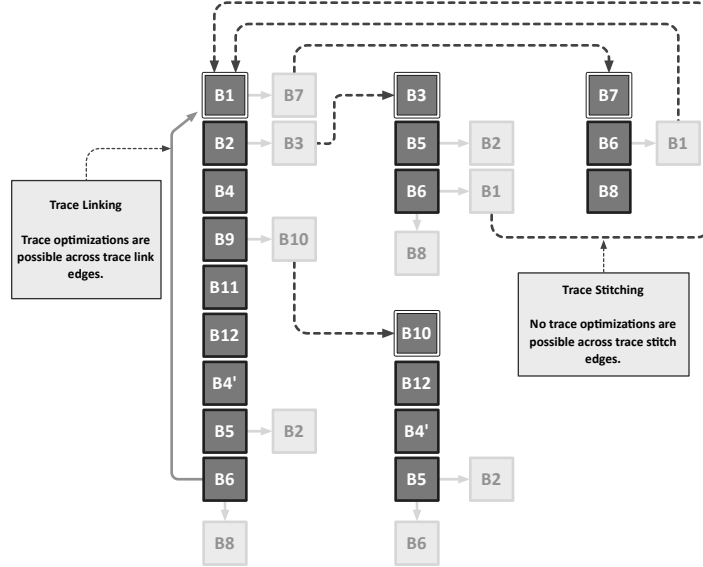 B1 B7 B3 B7
B2 B3 B5 B2 B6 B1
B4 B6 B1 B8
B9 B10 B8
B11
B12 B10
B4' B12
B5 B2 B4'
B6 B5 B2
B8 B6
Trace Linking
Trace optimizations are
possible across trace link
edges.
Trace Stitching
No trace optimizations are
possible across trace stitch
edges.